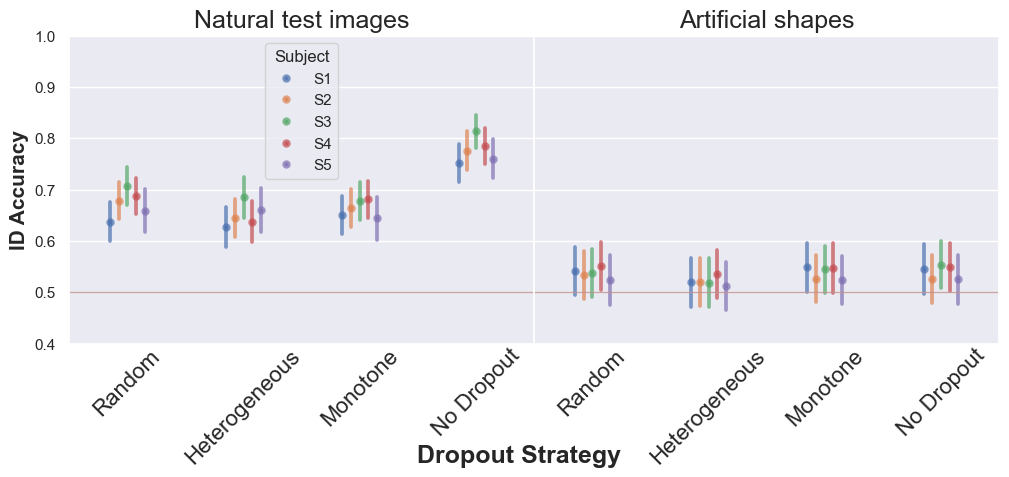 Natural test images
Artificial shapes
ID Accuracy
1.0
0.9
0.8
0.7
0.6
0.5
0.4
Subject
S1
S2
S3
S4
S5
Random
Heterogeneous
Monotone
No Dropout
Random
Heterogeneous
Monotone
No Dropout
Dropout Strategy